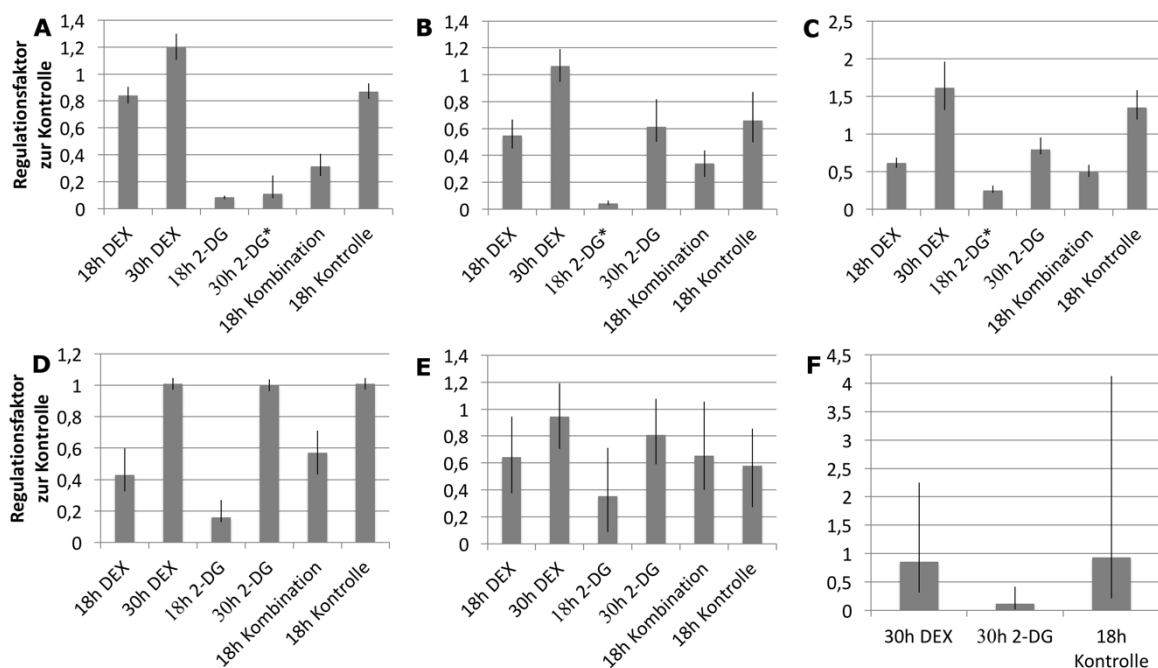 A
Regulationsfaktor
zur Kontrolle
1,4
1,2
1
0,8
0,6
0,4
0,2
0
18h DEX
30h DEX
18h 2-DG
30h 2-DG*
18h Kombination
18h Kontrolle
B
1,4
1,2
1
0,8
0,6
0,4
0,2
0
18h DEX
30h DEX
18h 2-DG*
30h 2-DG
18h Kombination
18h Kontrolle
C
2,5
2
1,5
1
0,5
0
18h DEX
30h DEX
18h 2-DG*
30h 2-DG
18h Kombination
18h Kontrolle
D
Regulationsfaktor
zur Kontrolle
1,2
1
0,8
0,6
0,4
0,2
0
18h DEX
30h DEX
18h 2-DG
30h 2-DG
18h Kombination
18h Kontrolle
E
1,4
1,2
1
0,8
0,6
0,4
0,2
0
18h DEX
30h DEX
18h 2-DG
30h 2-DG
18h Kombination
18h Kontrolle
F
4,5
4
3,5
3
2,5
2
1,5
1
0,5
0
30h DEX
30h 2-DG
18h
Kontrolle